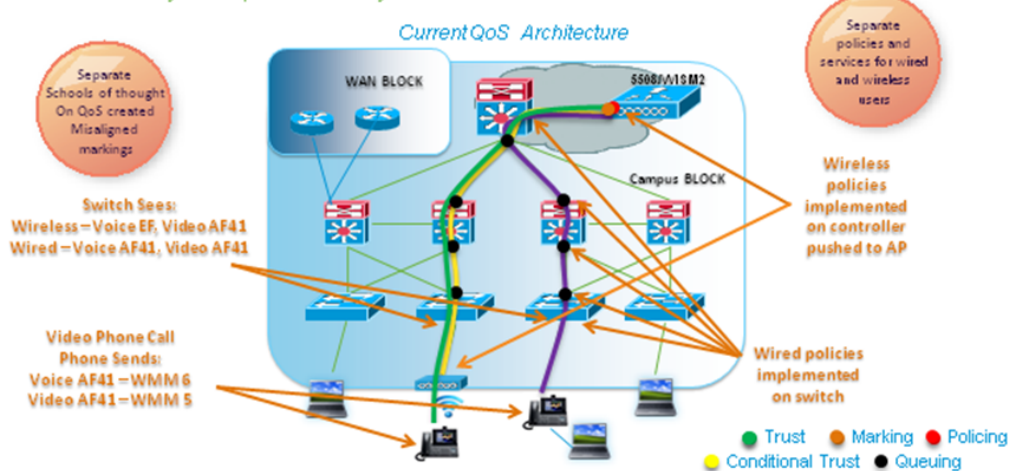 Current QoS Architecture
Separate
Schools of thought
On QoS created
Misaligned
markings
Separate
policies and
services for wired
and wireless
users
WAN BLOCK
5508/WISM2
Campus BLOCK
Switch Sees:
Wireless – Voice EF, Video AF41
Wired – Voice AF41, Video AF41
Wireless
policies
implemented
on controller
pushed to AP
Video Phone Call
Phone Sends:
Voice AF41 – WMM 6
Video AF41 – WMM 5
Wired policies
implemented
on switch
Trust
Marking
Policing
Conditional Trust
Queuing